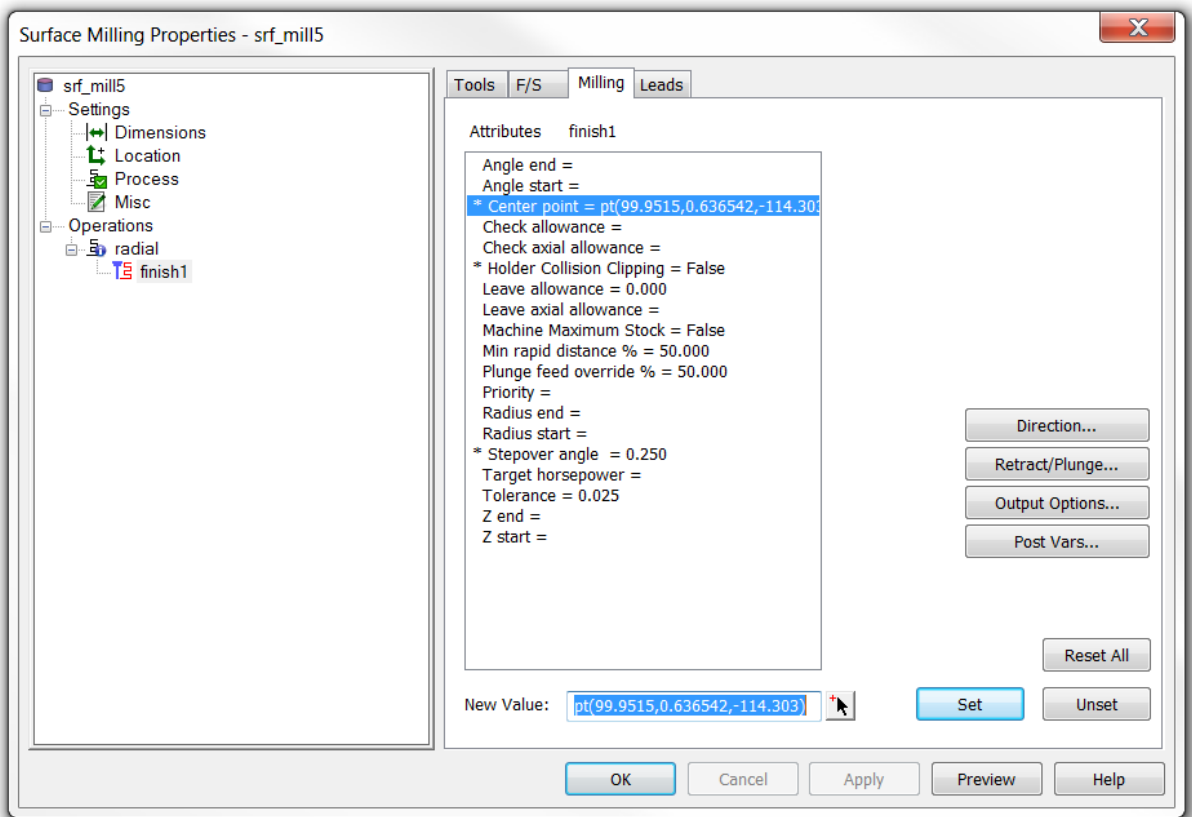 Surface Milling Properties - srf_mill5
X
srf_mill5
Settings
Dimensions
Location
Process
Misc
Operations
radial
finish1
Tools F/S Milling Leads
Attributes finish1
Angle end =
Angle start =
* Center point = pt(99.9515,0.636542,-114.303
Check allowance =
Check axial allowance =
* Holder Collision Clipping = False
Leave allowance = 0.000
Leave axial allowance =
Machine Maximum Stock = False
Min rapid distance % = 50.000
Plunge feed override % = 50.000
Priority =
Radius end =
Radius start =
* Stepover angle = 0.250
Target horsepower =
Tolerance = 0.025
Z end =
Z start =
Direction...
Retract/Plunge...
Output Options...
Post Vars...
Reset All
New Value: pt(99.9515,0.636542,-114.303) Set Unset
OK Cancel Apply Preview Help